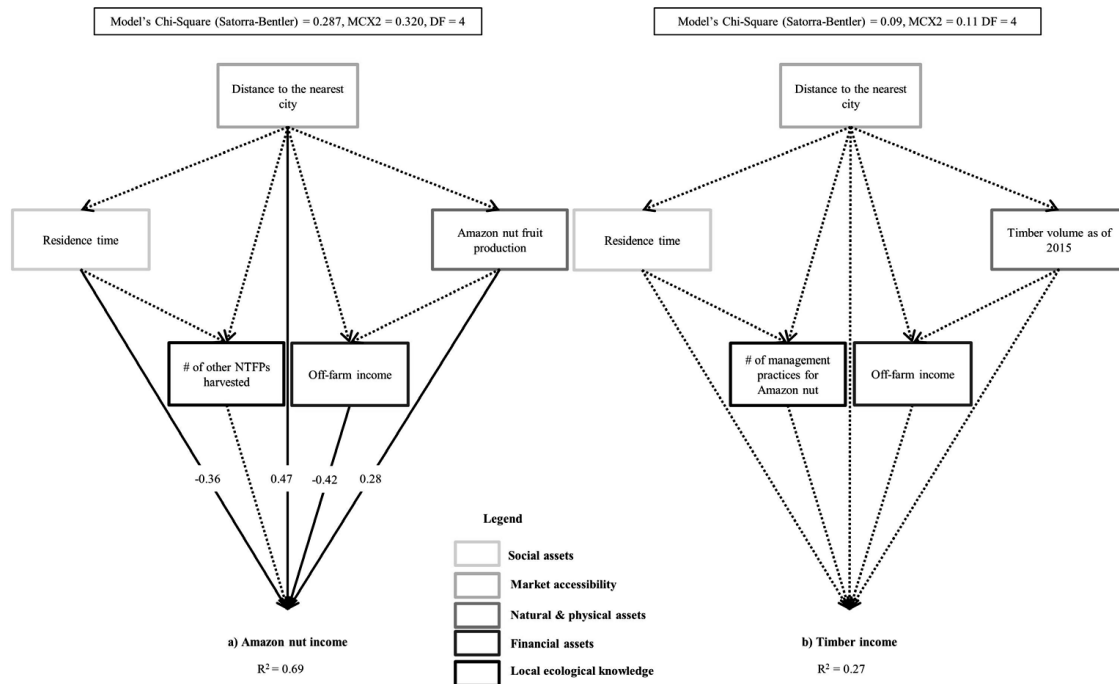 Model's Chi-Square (Satorra-Bentler) = 0.287, MCX2 = 0.320, DF = 4
Distance to the nearest
city
Residence time
Amazon nut fruit
production
# of other NTFPs
harvested
Off-farm income
-0.36
0.47
-0.42
0.28
a) Amazon nut income
R² = 0.69
Model's Chi-Square (Satorra-Bentler) = 0.09, MCX2 = 0.11 DF = 4
Distance to the nearest
city
Residence time
Timber volume as of
2015
# of management
practices for
Amazon nut
Off-farm income
b) Timber income
R² = 0.27
Legend
Social assets
Market accessibility
Natural & physical assets
Financial assets
Local ecological knowledge